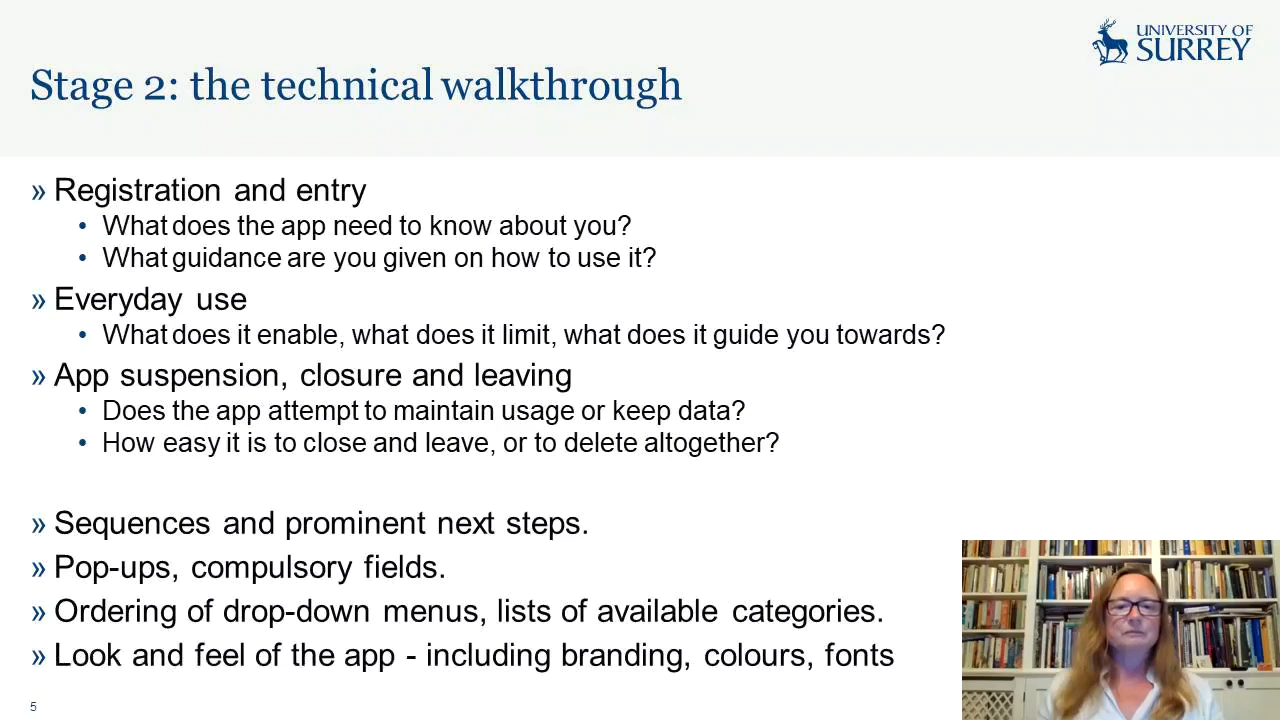 UNIVERSITY OF
SURREY
Stage 2: the technical walkthrough
» Registration and entry
• What does the app need to know about you?
• What guidance are you given on how to use it?
» Everyday use
• What does it enable, what does it limit, what does it guide you towards?
» App suspension, closure and leaving
• Does the app attempt to maintain usage or keep data?
• How easy it is to close and leave, or to delete altogether?
» Sequences and prominent next steps.
» Pop-ups, compulsory fields.
» Ordering of drop-down menus, lists of available categories.
» Look and feel of the app - including branding, colours, fonts
5